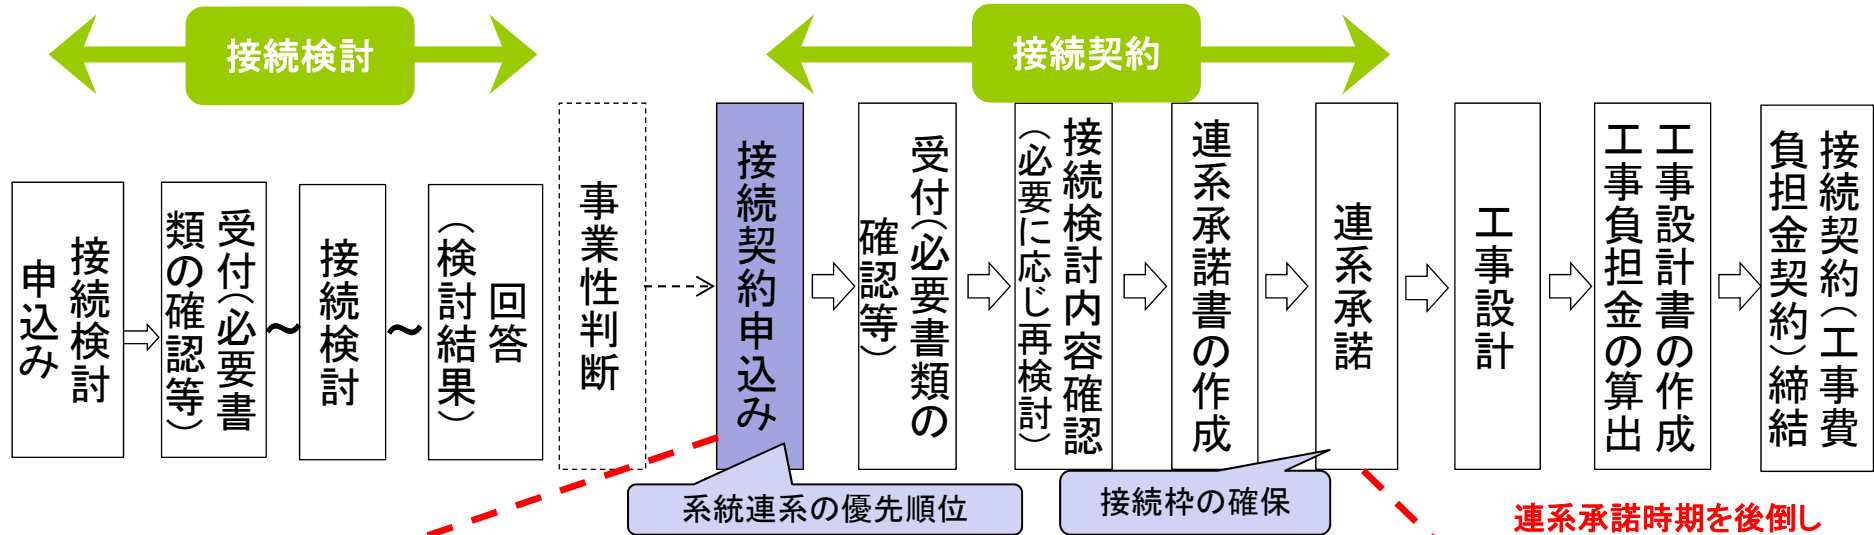 接続検討
接続契約
接続検討
申込み
受付（必要書
類の確認等）
～
接続検討
～
回答
（検討結果）
事業性判断
接続契約申込み
受付（必要書類の
確認等）
接続検討内容確認
（必要に応じ再検討）
連系承諾書の作成
連系承諾
工事設計
工事設計書の作成
工事負担金の算出
接続契約（工事費
負担金契約）締結
系統連系の優先順位
接続枠の確保
連系承諾時期を後倒し